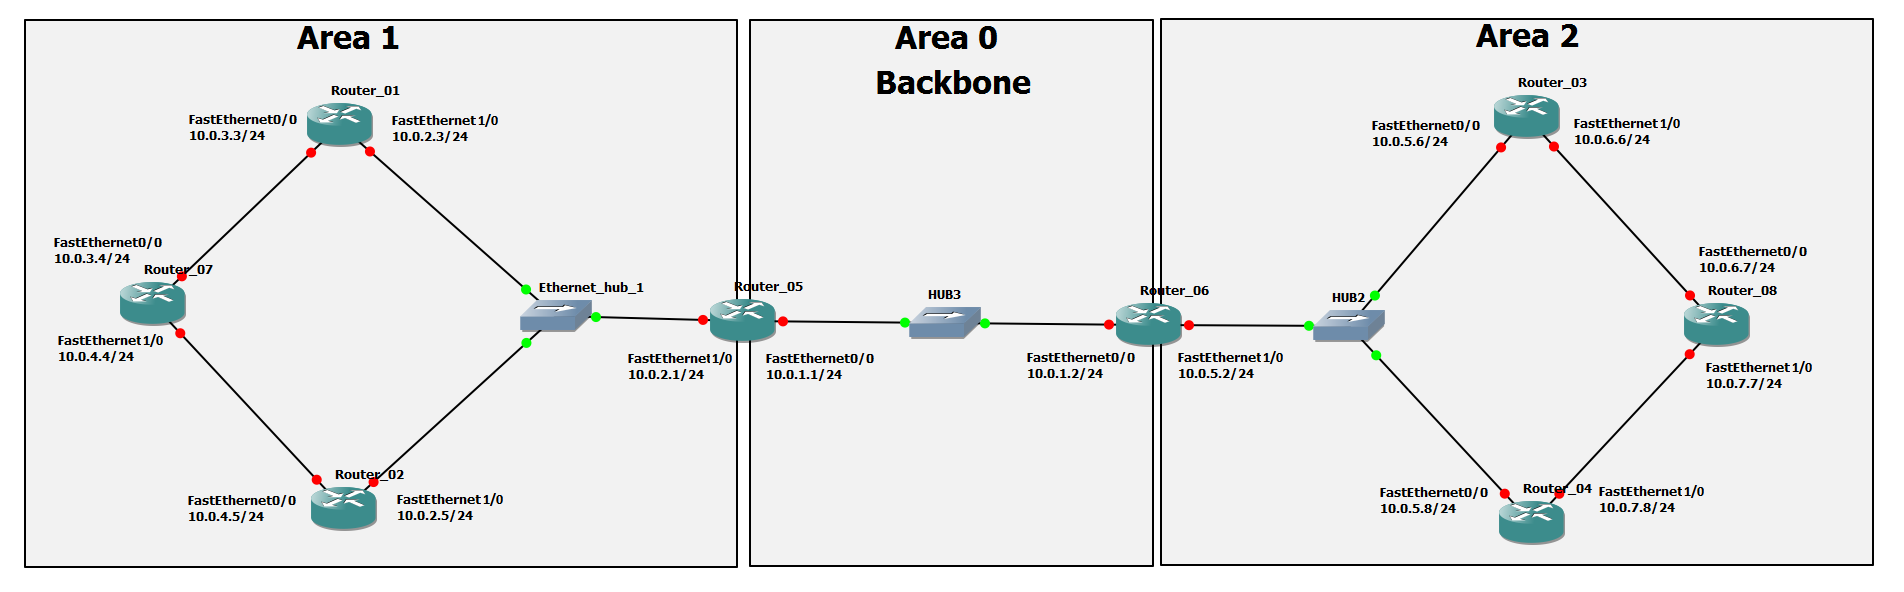 Area 1
Router_01
FastEthernet0/0
10.0.3.3/24
FastEthernet1/0
10.0.2.3/24
FastEthernet0/0
10.0.3.4/24
Router_07
FastEthernet1/0
10.0.4.4/24
Ethernet_hub_1
Router_02
FastEthernet0/0
10.0.4.5/24
FastEthernet1/0
10.0.2.5/24
FastEthernet1/0
10.0.2.1/24
Router_05
Area 0
Backbone
FastEthernet0/0
10.0.1.1/24
HUB3
FastEthernet0/0
10.0.1.2/24
Router_06
Area 2
FastEthernet1/0
10.0.5.2/24
HUB2
Router_03
FastEthernet0/0
10.0.5.6/24
FastEthernet1/0
10.0.6.6/24
FastEthernet0/0
10.0.6.7/24
Router_08
FastEthernet1/0
10.0.7.7/24
Router_04
FastEthernet0/0
10.0.5.8/24
FastEthernet1/0
10.0.7.8/24